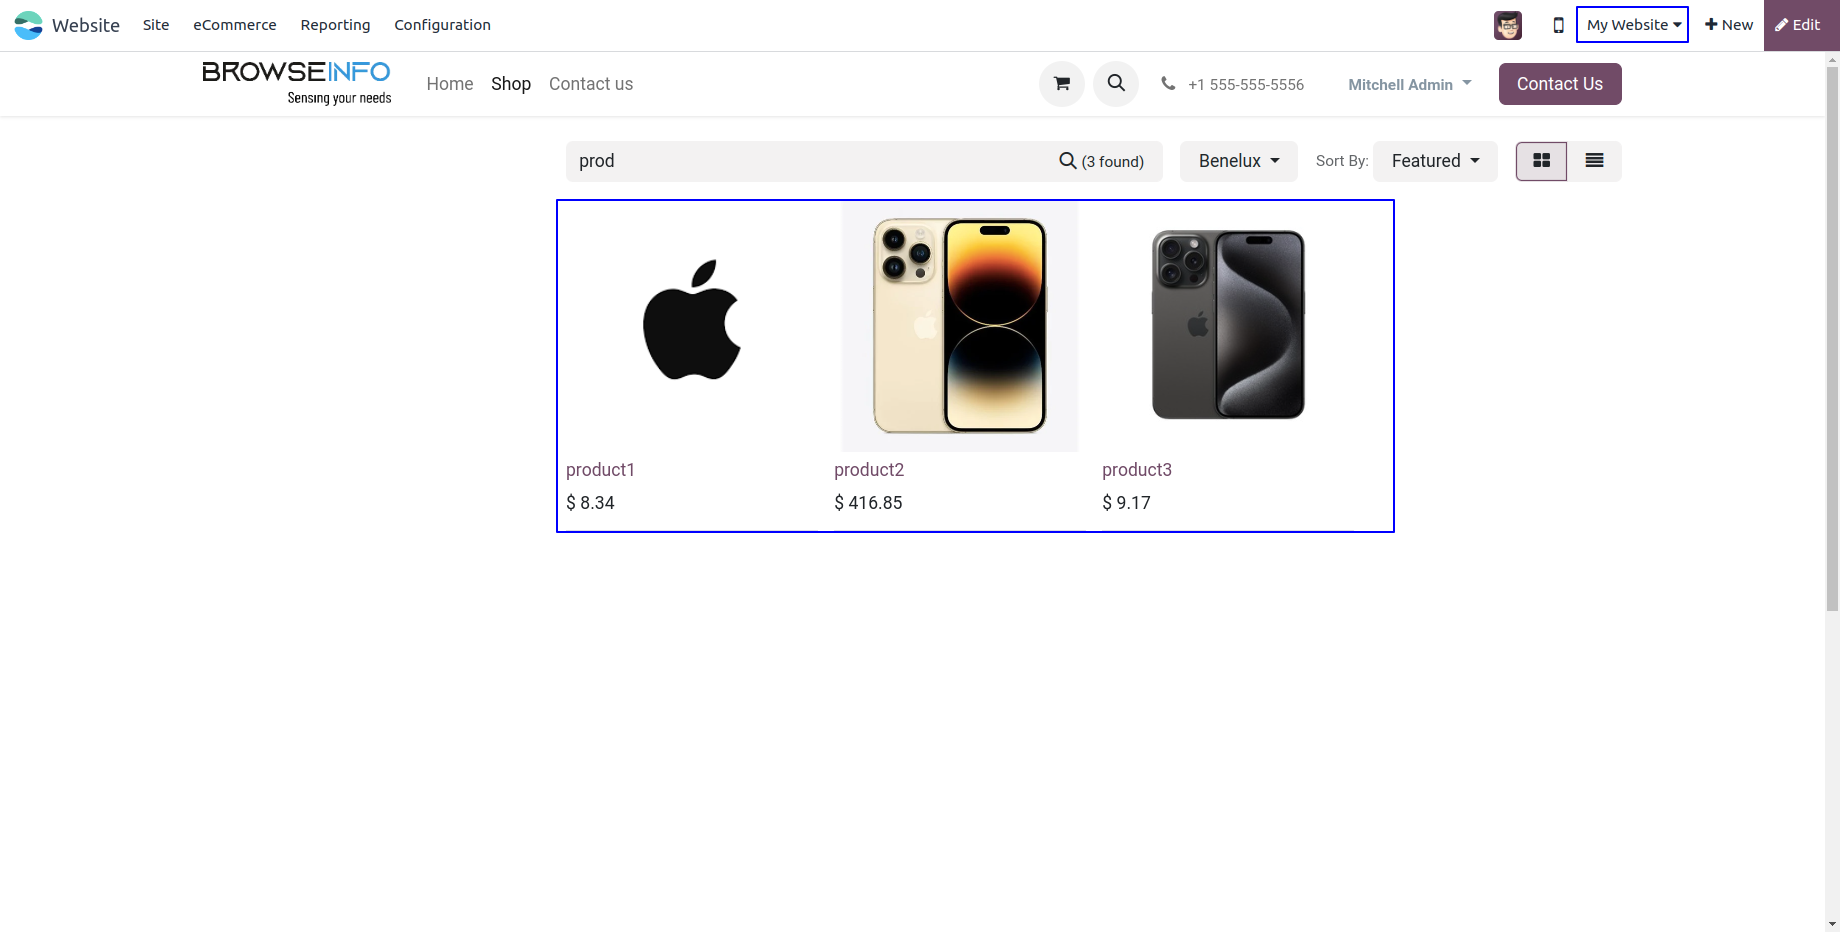 Website Site eCommerce Reporting Configuration My Website New Edit
BROWSEINFO
Sensing your needs
Home Shop Contact us +1 555-555-5556 Mitchell Admin Contact Us
prod (3 found) Benelux Sort By: Featured
product1 product2 product3
$ 8.34 $ 416.85 $ 9.17